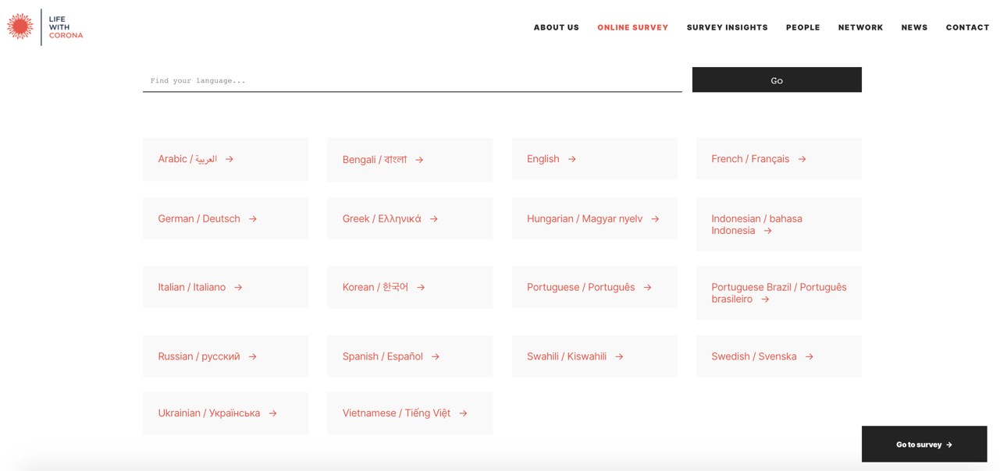 LIFE
WITH
CORONA
ABOUT US ONLINE SURVEY SURVEY INSIGHTS PEOPLE NETWORK NEWS CONTACT
Find your language...
Go
Arabic / العربية →
Bengali / বাংলা →
English →
French / Français →
German / Deutsch →
Greek / Ελληνικά →
Hungarian / Magyar nyelv →
Indonesian / bahasa
Indonesia →
Italian / Italiano →
Korean / 한국어 →
Portuguese / Português →
Portuguese Brazil / Português
brasileiro →
Russian / русский →
Spanish / Español →
Swahili / Kiswahili →
Swedish / Svenska →
Ukrainian / Українська →
Vietnamese / Tiếng Việt →
Go to survey →